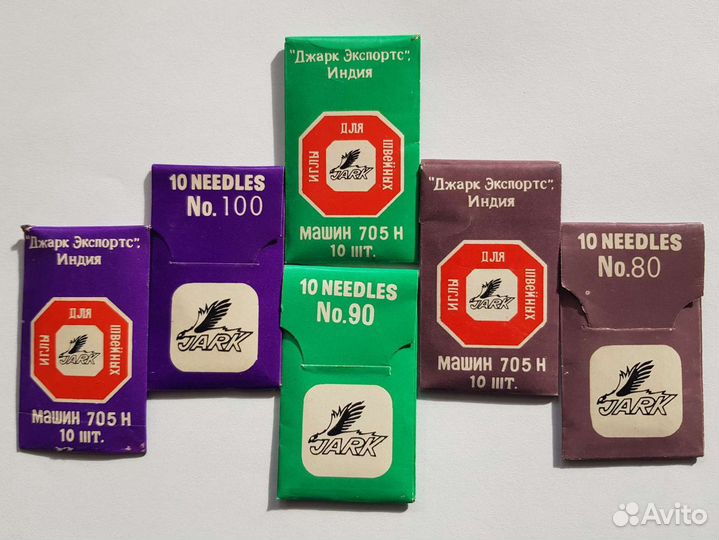 "Джарк Экспортс",
Индия
ИГЛЫ ДЛЯ ШВЕЙНЫХ
JARK
машин 705 H
10 шт.
10 NEEDLES
No. 100
JARK
"Джарк Экспортс",
Индия
ИГЛЫ ДЛЯ ШВЕЙНЫХ
JARK
машин 705 H
10 шт.
10 NEEDLES
No.90
JARK
"Джарк Экспортс",
Индия
ИГЛЫ ДЛЯ ШВЕЙНЫХ
JARK
машин 705 H
10 шт.
10 NEEDLES
No.80
JARK
Avito